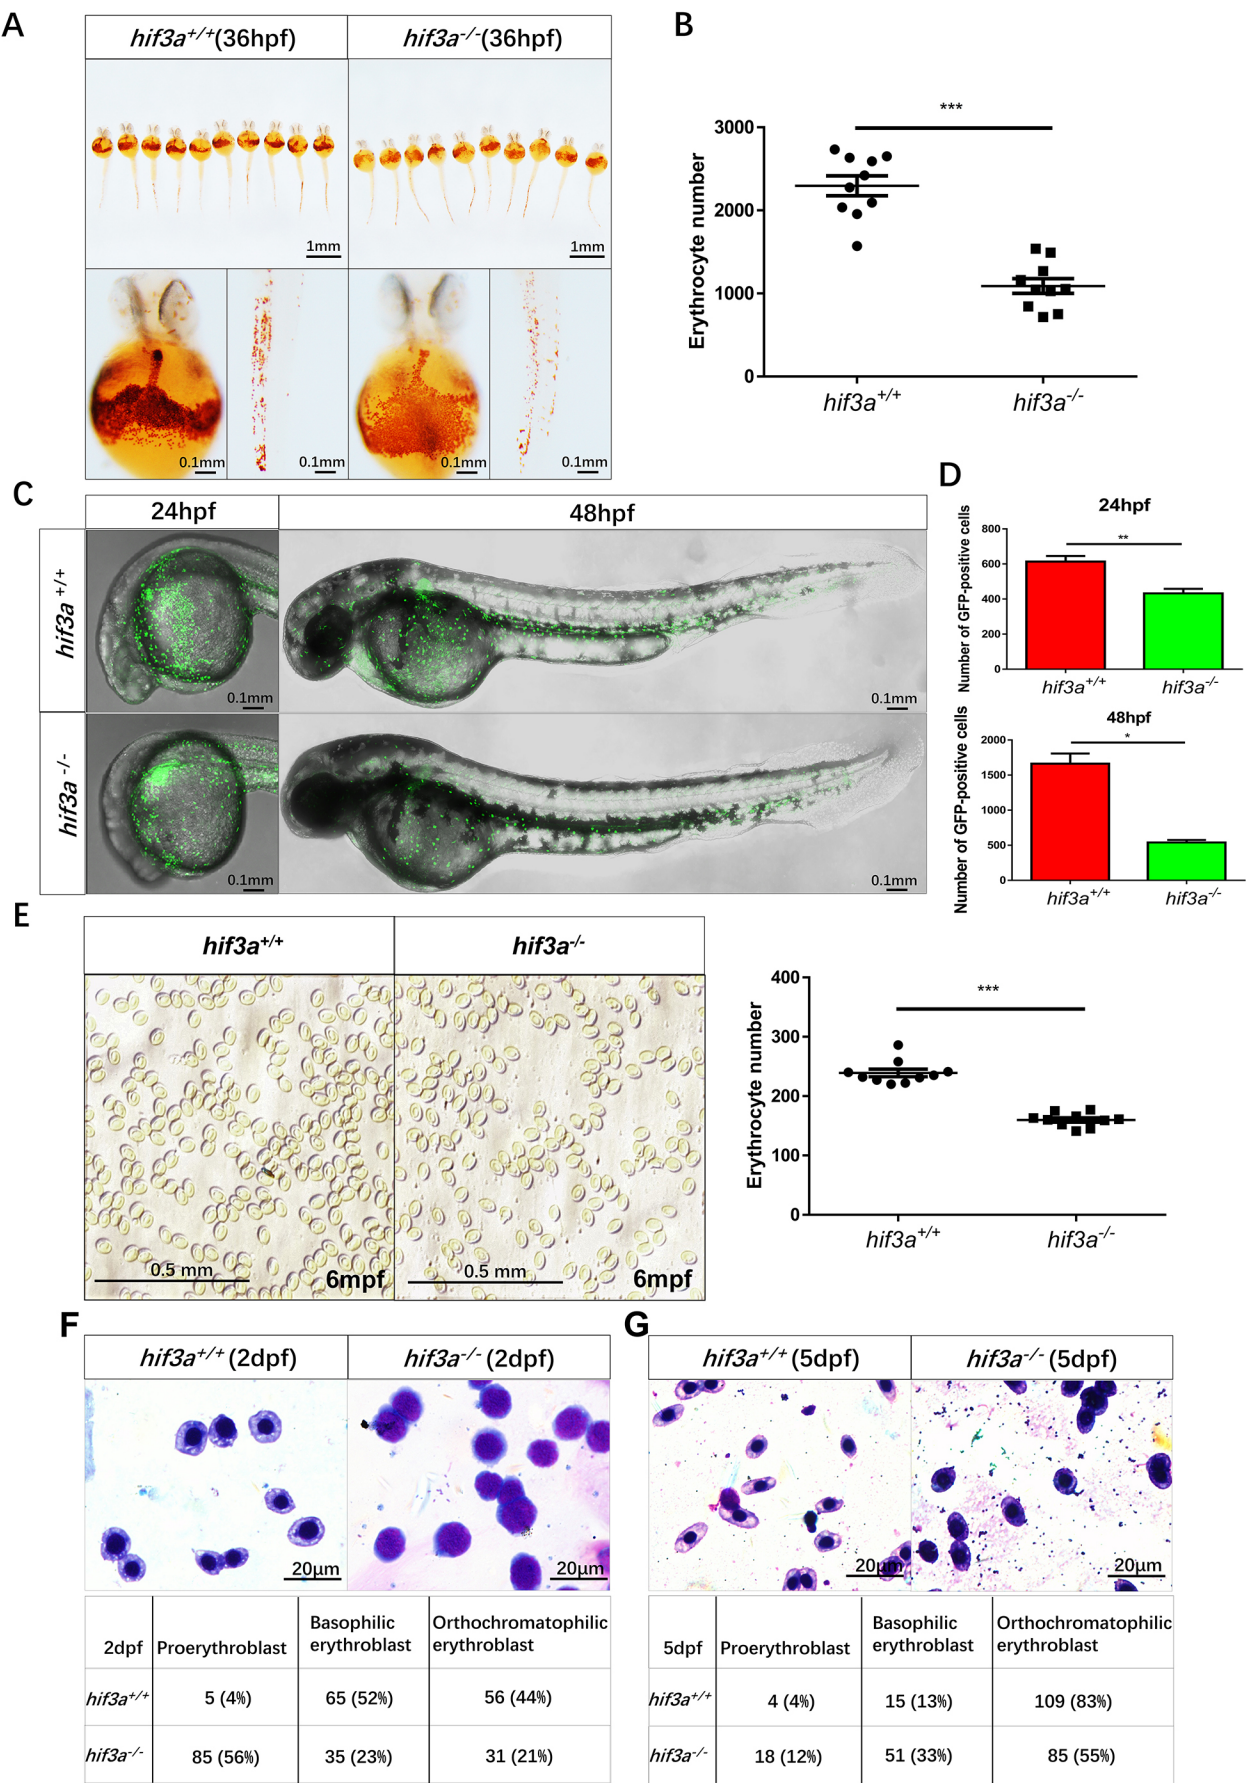 A
hif3a+/+(36hpf)
hif3a-/-(36hpf)
1mm
1mm
0.1mm
0.1mm
0.1mm
0.1mm
B
***
Erythrocyte number
3000
2000
1000
0
hif3a+/+
hif3a-/-
C
24hpf
48hpf
hif3a+/+
0.1mm
0.1mm
hif3a-/-
0.1mm
0.1mm
D
24hpf
**
Number of GFP-positive cells
800
600
400
200
0
hif3a+/+
hif3a-/-
48hpf
*
Number of GFP-positive cells
2000
1500
1000
500
0
hif3a+/+
hif3a-/-
E
hif3a+/+
hif3a-/-
0.5 mm
6mpf
0.5 mm
6mpf
***
Erythrocyte number
400
300
200
100
0
hif3a+/+
hif3a-/-
F
hif3a+/+ (2dpf)
hif3a-/- (2dpf)
20μm
20μm
2dpf
Proerythroblast
Basophilic
erythroblast
Orthochromatophilic
erythroblast
hif3a+/+
5 (4%)
65 (52%)
56 (44%)
hif3a-/-
85 (56%)
35 (23%)
31 (21%)
G
hif3a+/+ (5dpf)
hif3a-/- (5dpf)
20μm
20μm
5dpf
Proerythroblast
Basophilic
erythroblast
Orthochromatophilic
erythroblast
hif3a+/+
4 (4%)
15 (13%)
109 (83%)
hif3a-/-
18 (12%)
51 (33%)
85 (55%)